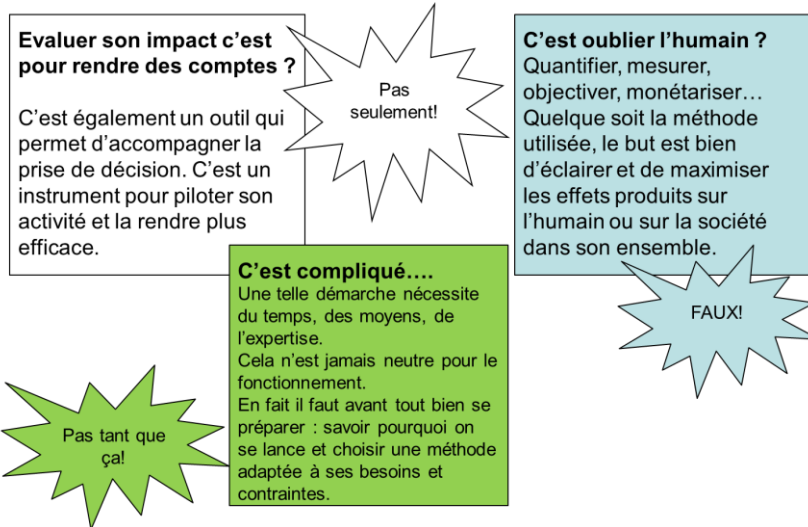 Evaluer son impact c'est
pour rendre des comptes ?
C'est également un outil qui
permet d'accompagner la
prise de décision. C'est un
instrument pour piloter son
activité et la rendre plus
efficace.
Pas
seulement!
C'est oublier l'humain ?
Quantifier, mesurer,
objectiver, monétariser…
Quelque soit la méthode
utilisée, le but est bien
d'éclairer et de maximiser
les effets produits sur
l'humain ou sur la société
dans son ensemble.
FAUX!
C'est compliqué….
Une telle démarche nécessite
du temps, des moyens, de
l'expertise.
Cela n'est jamais neutre pour le
fonctionnement.
En fait il faut avant tout bien se
préparer : savoir pourquoi on
se lance et choisir une méthode
adaptée à ses besoins et
contraintes.
Pas tant que
ça!